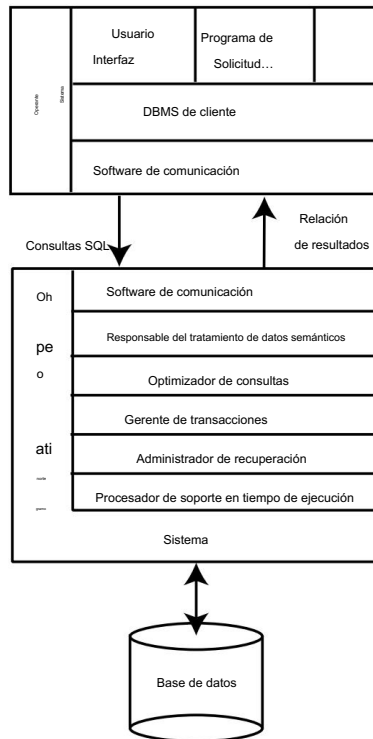 Usuario
Interfaz
Programa de
Solicitud…
Operante
Sistema
DBMS de cliente
Software de comunicación
Consultas SQL
Relación
de resultados
Oh
pe
o
ati
Software de comunicación
Responsable del tratamiento de datos semánticos
Optimizador de consultas
Gerente de transacciones
Administrador de recuperación
Procesador de soporte en tiempo de ejecución
Sistema
Base de datos